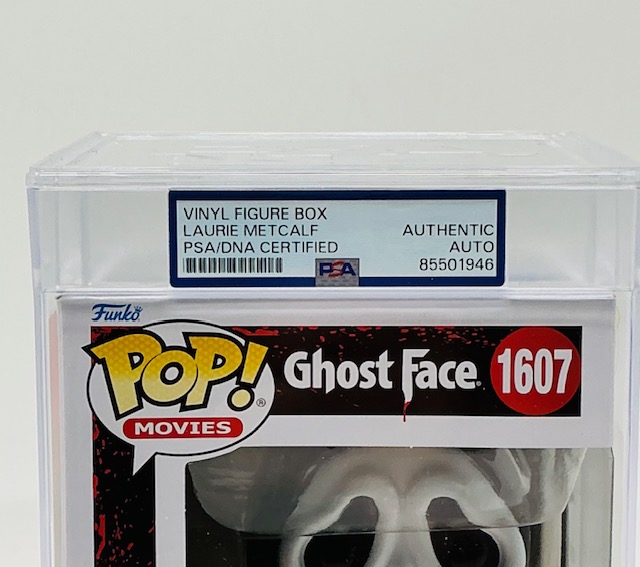 VINYL FIGURE BOX
LAURIE METCALF
PSA/DNA CERTIFIED
AUTHENTIC
AUTO
85501946
PSA
Funko
POP!®
MOVIES
Ghost Face.
1607